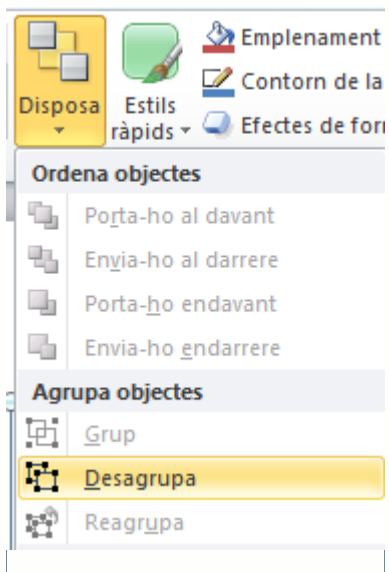 Emplenament
Contorn de la
Disposa
Estils
ràpids
Efectes de for
Ordena objectes
Porta-ho al davant
Envia-ho al darrere
Porta-ho endavant
Envia-ho endarrere
Agrupa objectes
Grup
Desagrupa
Reagrupa